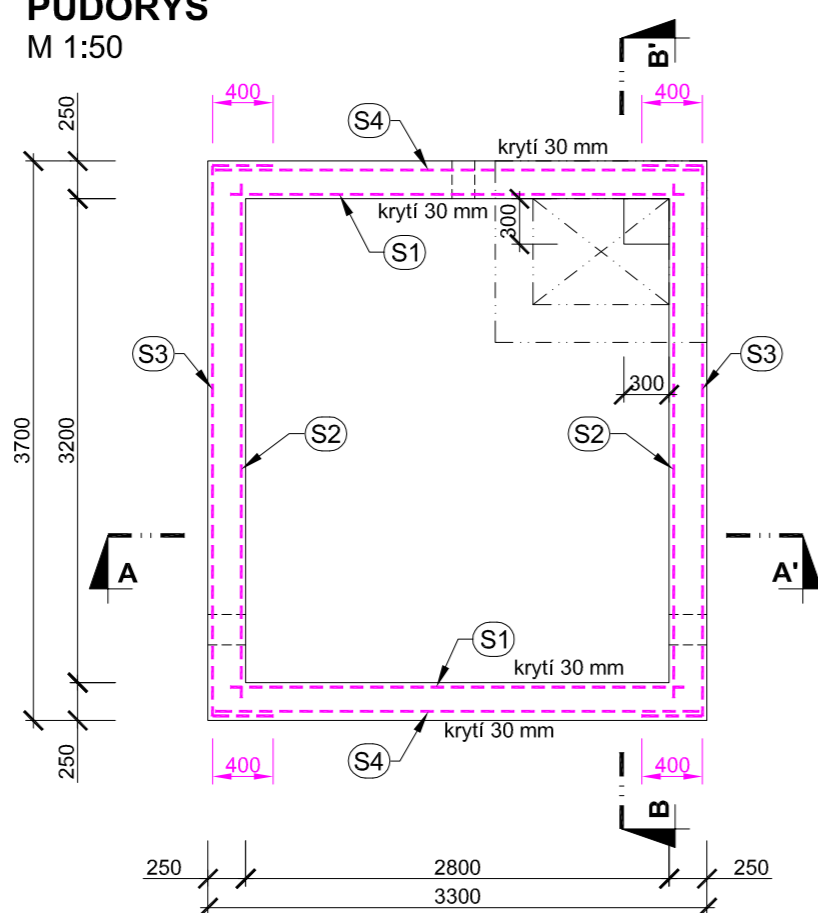 PŮDORYS
M 1:50
B'
400
400
250
S4
krytí 30 mm
krytí 30 mm
300
S1
S3
S3
300
3700
3200
S2
S2
A
A'
S1
krytí 30 mm
krytí 30 mm
S4
400
400
250
B
250
2800
250
3300